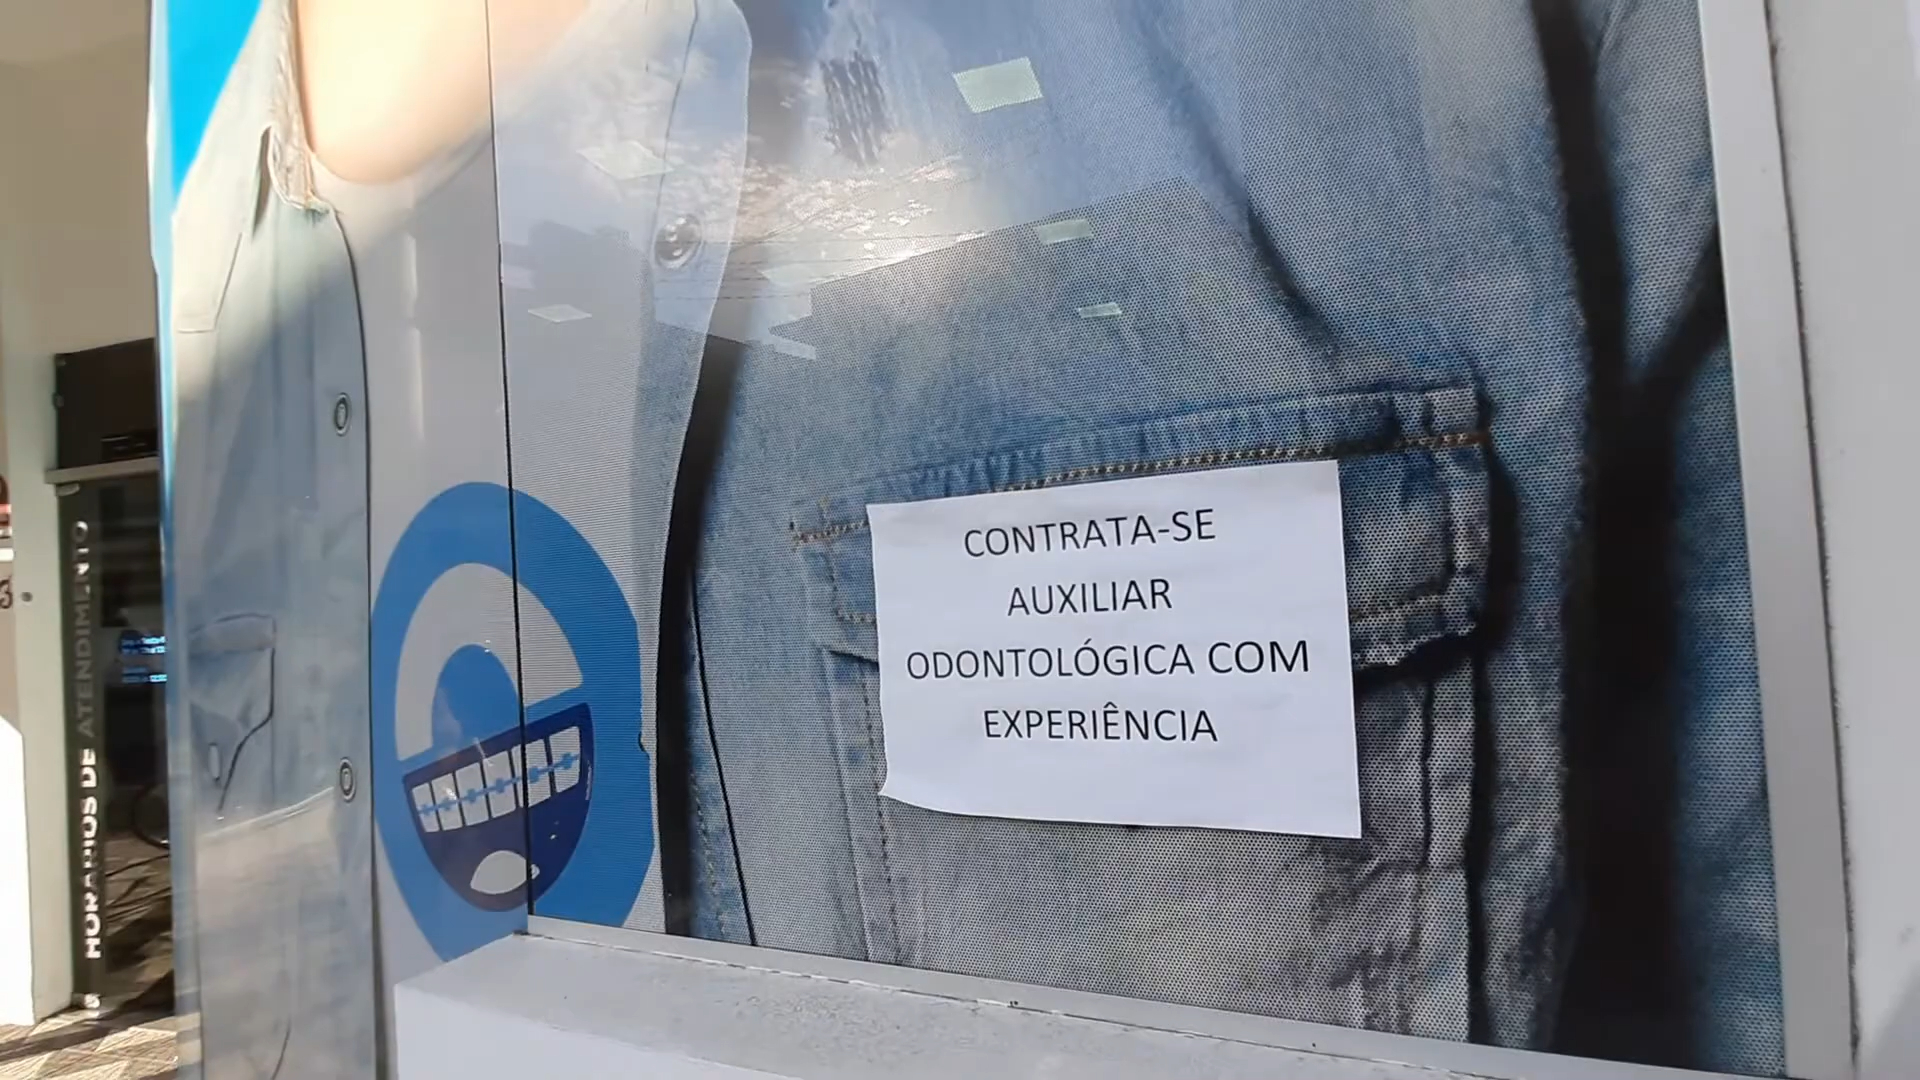 CONTRATA-SE
AUXILIAR
ODONTOLÓGICA COM
EXPERIÊNCIA
HORÁRIOS DE ATENDIMENTO